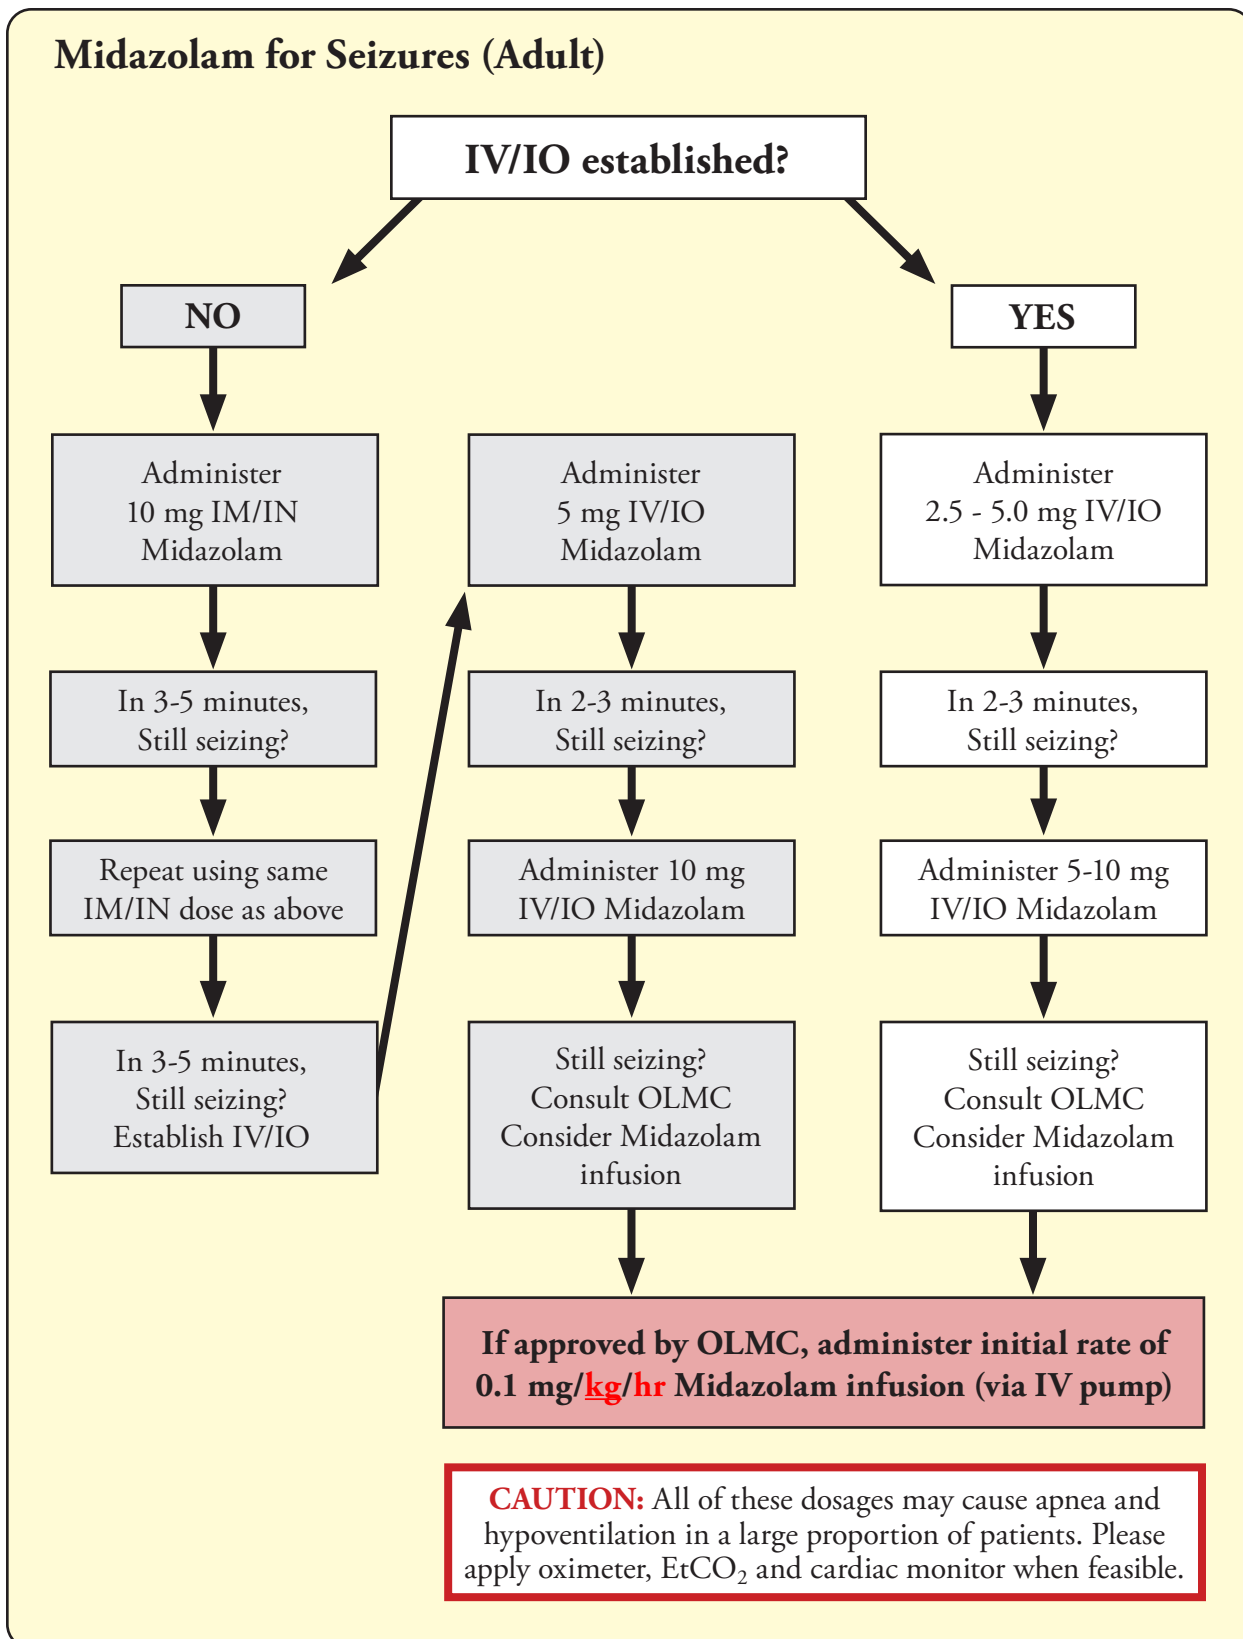 Midazolam for Seizures (Adult)
IV/IO established?
NO
YES
Administer
10 mg IM/IN
Midazolam
In 3-5 minutes,
Still seizing?
Repeat using same
IM/IN dose as above
In 3-5 minutes,
Still seizing?
Establish IV/IO
Administer
5 mg IV/IO
Midazolam
In 2-3 minutes,
Still seizing?
Administer 10 mg
IV/IO Midazolam
Still seizing?
Consult OLMC
Consider Midazolam
infusion
Administer
2.5 - 5.0 mg IV/IO
Midazolam
In 2-3 minutes,
Still seizing?
Administer 5-10 mg
IV/IO Midazolam
Still seizing?
Consult OLMC
Consider Midazolam
infusion
If approved by OLMC, administer initial rate of
0.1 mg/kg/hr Midazolam infusion (via IV pump)
CAUTION: All of these dosages may cause apnea and
hypoventilation in a large proportion of patients. Please
apply oximeter, EtCO₂ and cardiac monitor when feasible.